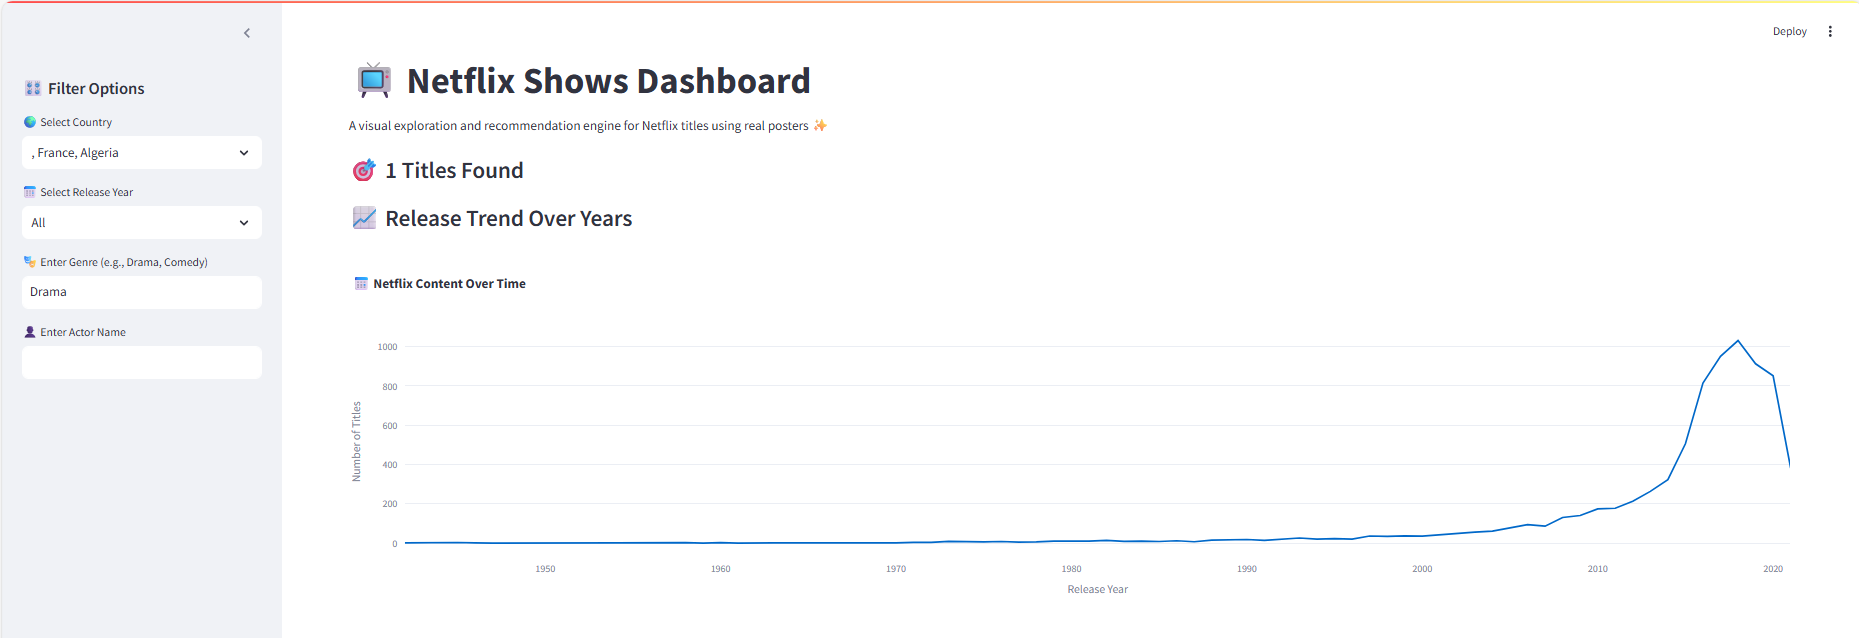 Deploy
Filter Options
Select Country
, France, Algeria
Select Release Year
All
Enter Genre (e.g., Drama, Comedy)
Drama
Enter Actor Name
Netflix Shows Dashboard
A visual exploration and recommendation engine for Netflix titles using real posters
1 Titles Found
Release Trend Over Years
Netflix Content Over Time
Number of Titles
1000
800
600
400
200
0
1950 1960 1970 1980 1990 2000 2010 2020
Release Year